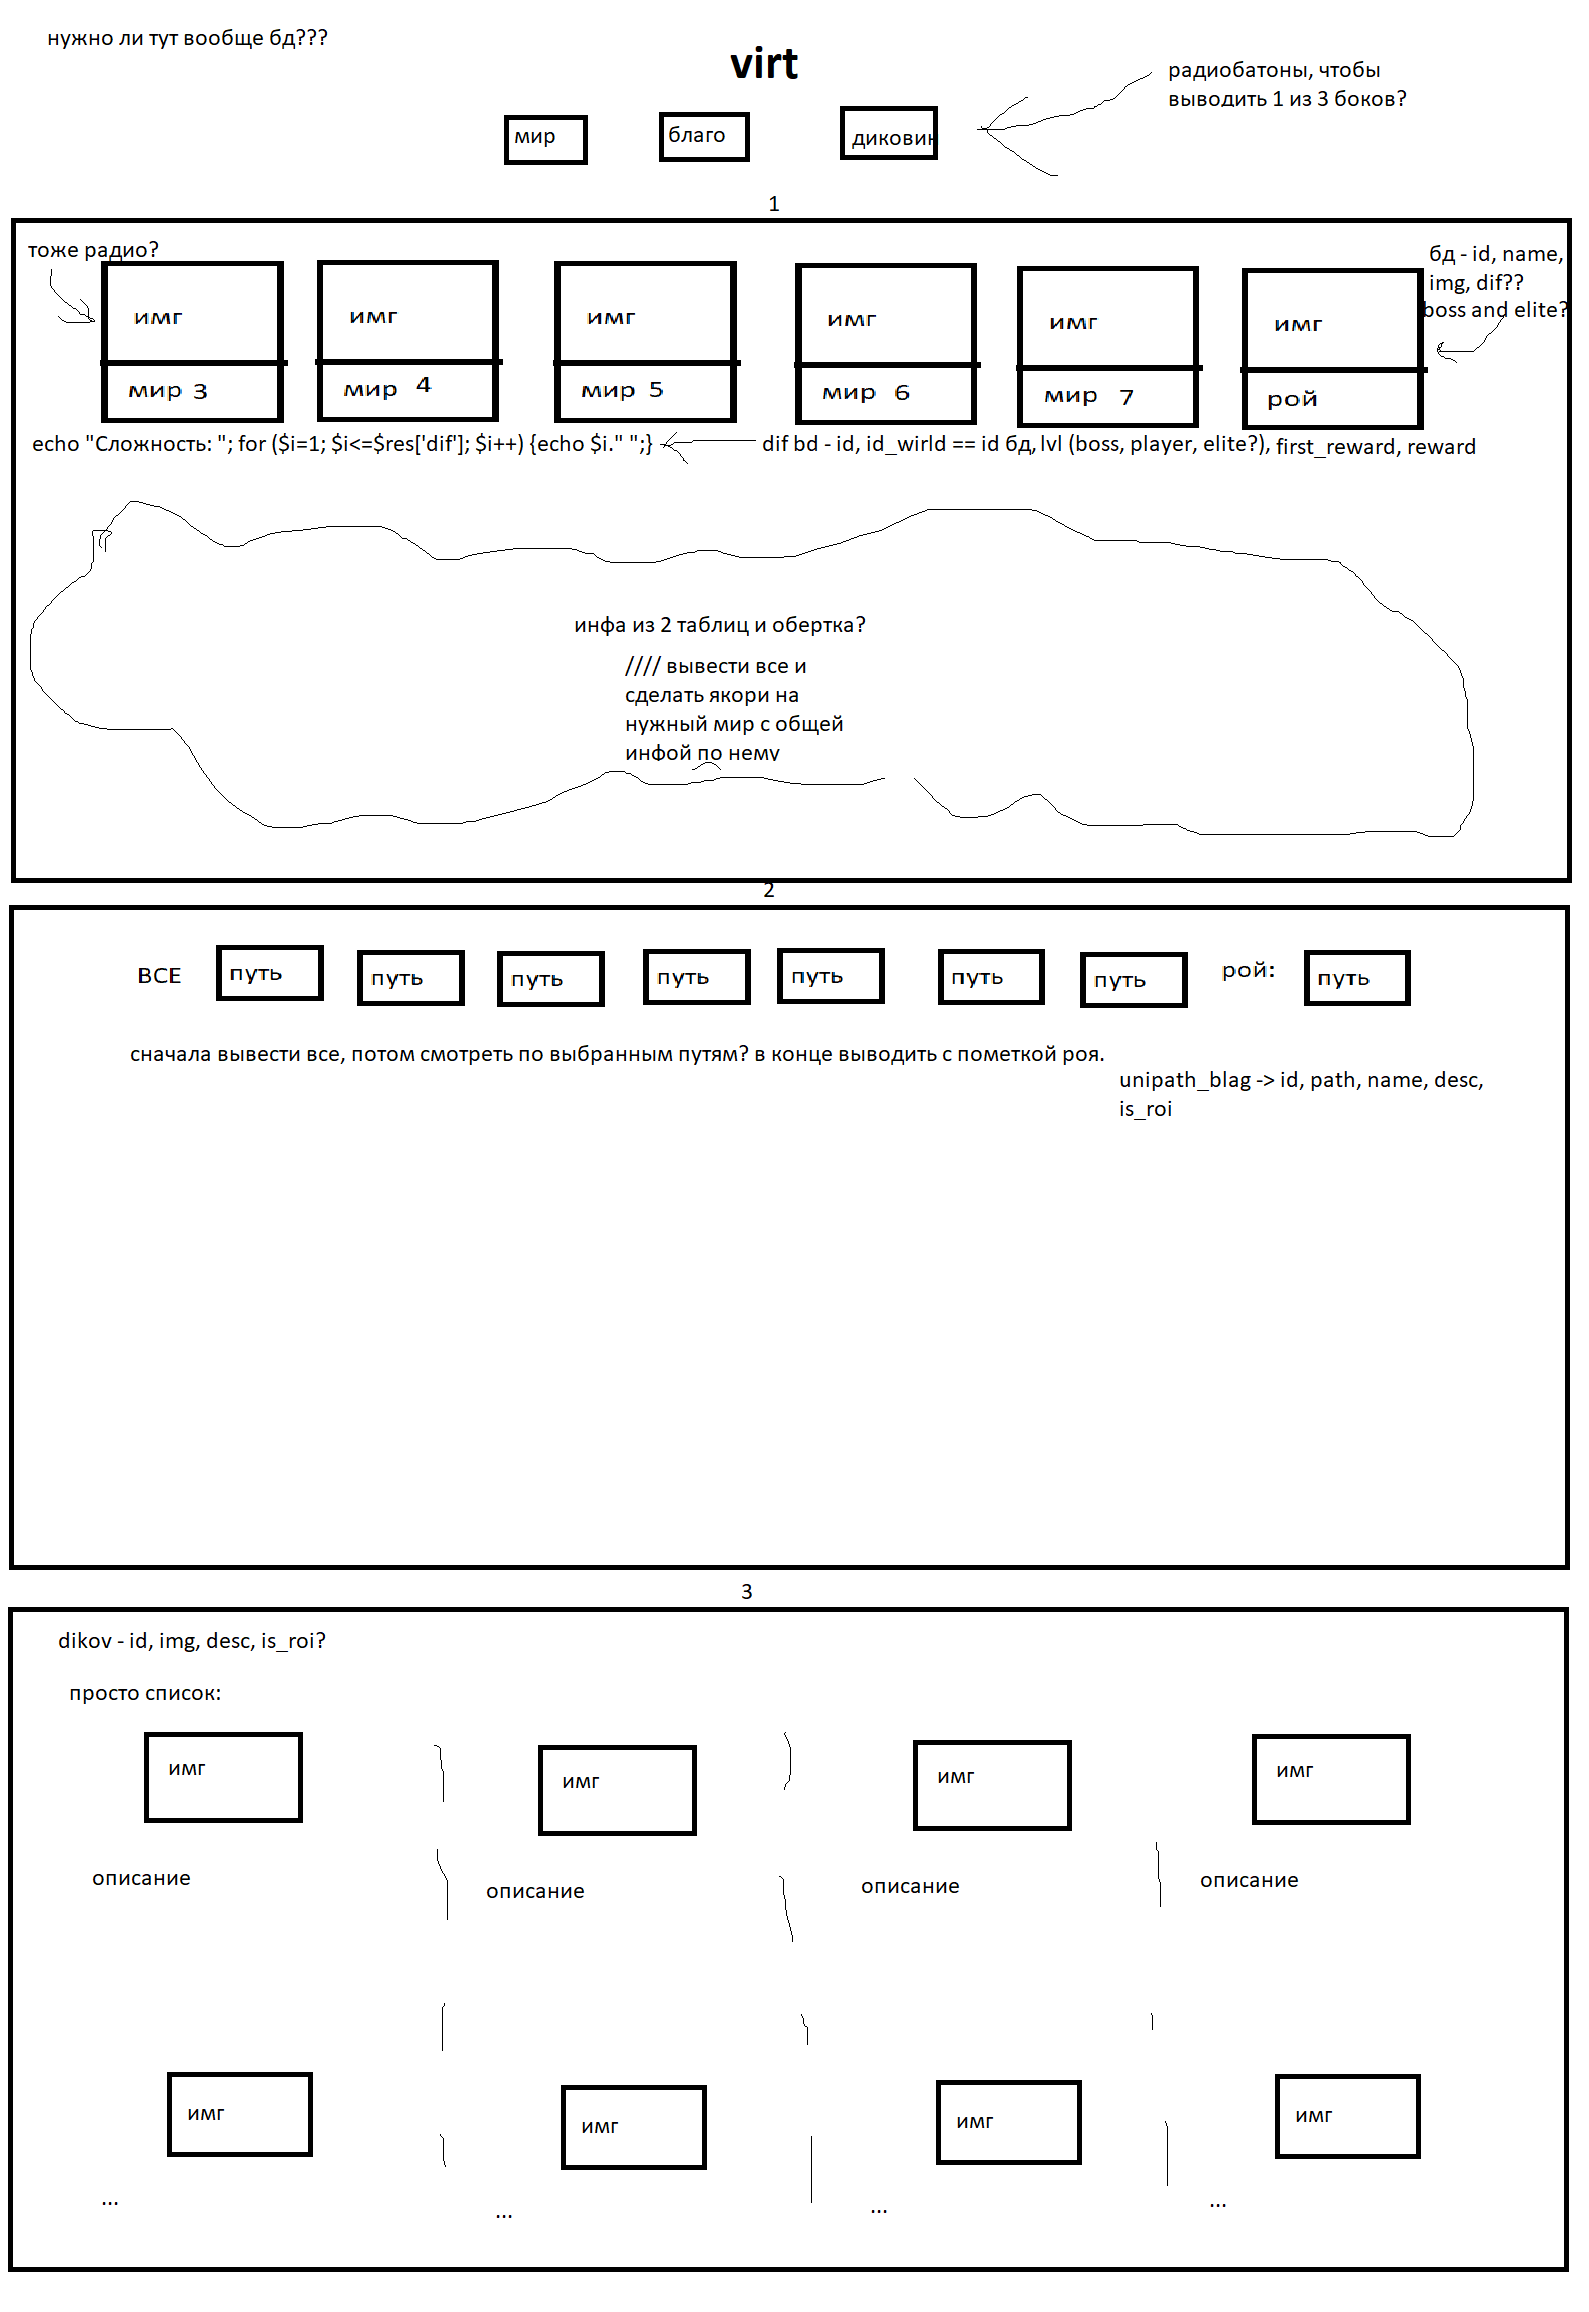 нужно ли тут вообще бд???
virt
радиобатоны, чтобы
выводить 1 из 3 боков?
мир
благо
диковин
1
тоже радио?
бд - id, name,
img, dif??
boss and elite?
имг
имг
имг
имг
имг
имг
мир 3
мир 4
мир 5
мир 6
мир 7
рой
echo "Сложность: "; for ($i=1; $i<=$res['dif']; $i++) {echo $i." ";}
dif bd - id, id_wirld == id бд, lvl (boss, player, elite?), first_reward, reward
инфа из 2 таблиц и обертка?
//// вывести все и
сделать якори на
нужный мир с общей
инфой по нему
2
ВСЕ
путь
путь
путь
путь
путь
путь
путь
рой:
путь
сначала вывести все, потом смотреть по выбранным путям? в конце выводить с пометкой роя.
unipath_blag -> id, path, name, desc,
is_roi
3
dikov - id, img, desc, is_roi?
просто список:
имг
имг
имг
имг
описание
описание
описание
описание
имг
имг
имг
имг
...
...
...
...